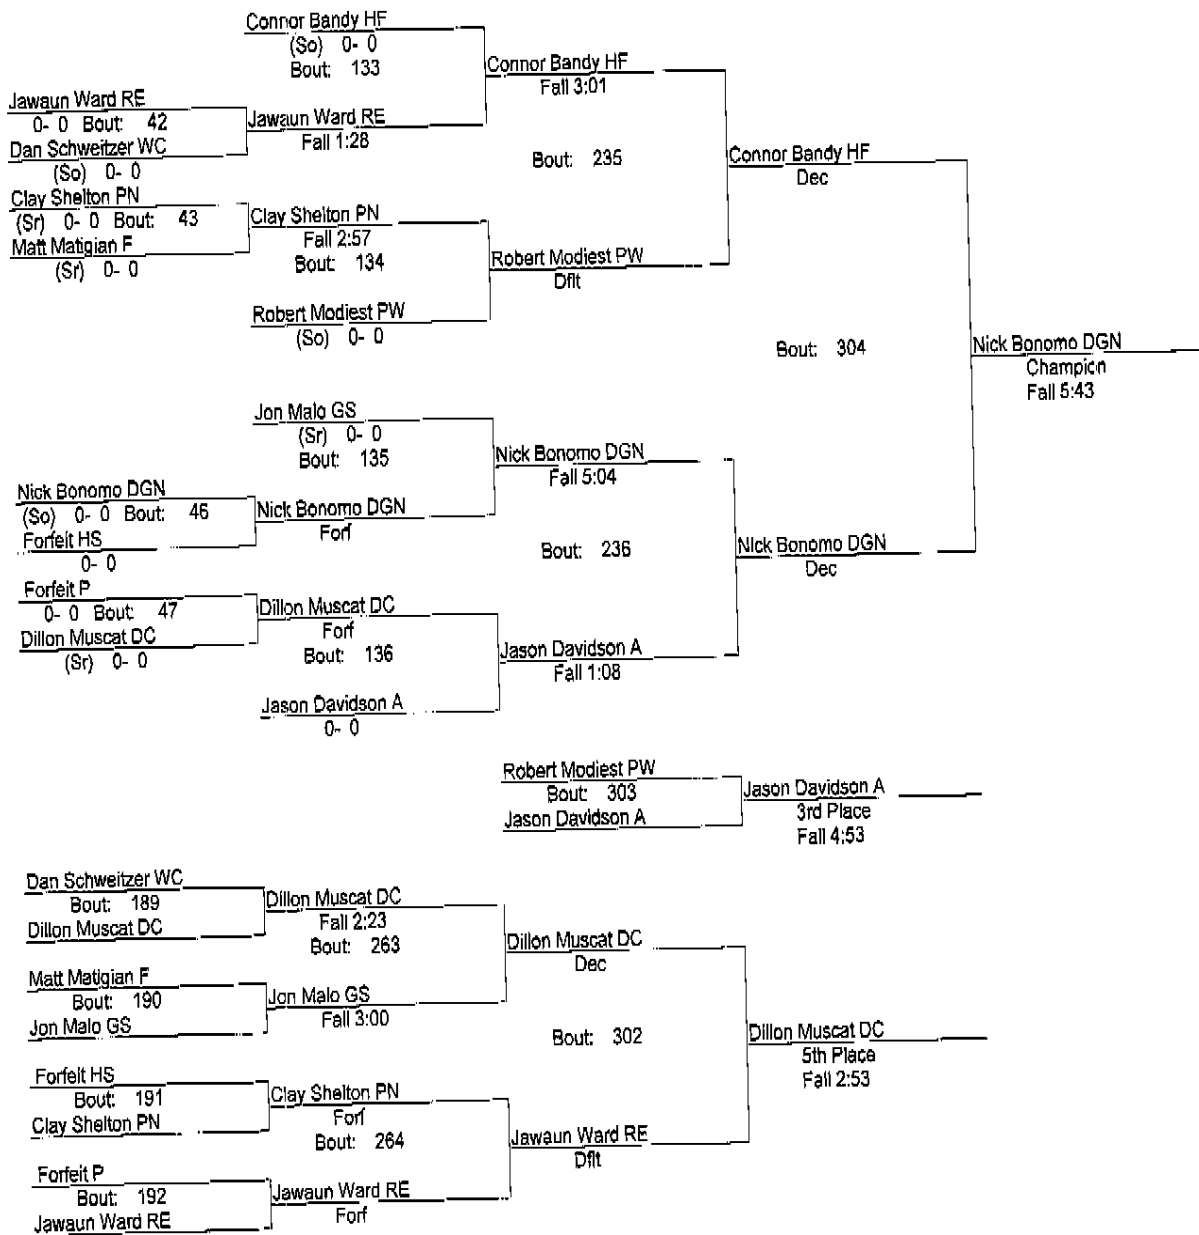 Connor Bandy HF
(So) 0- 0
Bout: 133
Connor Bandy HF
Fall 3:01
Jawaun Ward RE
0- 0 Bout: 42
Jawaun Ward RE
Fall 1:28
Dan Schweitzer WC
(So) 0- 0
Bout: 235
Connor Bandy HF
Dec
Clay Shelton PN
(Sr) 0- 0 Bout: 43
Clay Shelton PN
Fall 2:57
Bout: 134
Matt Matigian F
(Sr) 0- 0
Robert Modiest PW
Dflt
Robert Modiest PW
(So) 0- 0
Bout: 304
Nick Bonomo DGN
Champion
Fall 5:43
Jon Malo GS
(Sr) 0- 0
Bout: 135
Nick Bonomo DGN
Fall 5:04
Nick Bonomo DGN
(So) 0- 0 Bout: 46
Nick Bonomo DGN
Forf
Forfeit HS
0- 0
Bout: 236
Nick Bonomo DGN
Dec
Forfeit P
0- 0 Bout: 47
Dillon Muscat DC
Forf
Bout: 136
Dillon Muscat DC
(Sr) 0- 0
Jason Davidson A
Fall 1:08
Jason Davidson A
0- 0
Robert Modiest PW
Bout: 303
Jason Davidson A
Jason Davidson A
3rd Place
Fall 4:53
Dan Schweitzer WC
Bout: 189
Dillon Muscat DC
Dillon Muscat DC
Fall 2:23
Bout: 263
Dillon Muscat DC
Dec
Matt Matigian F
Bout: 190
Jon Malo GS
Jon Malo GS
Fall 3:00
Bout: 302
Dillon Muscat DC
5th Place
Fall 2:53
Forfeit HS
Bout: 191
Clay Shelton PN
Clay Shelton PN
Forf
Bout: 264
Jawaun Ward RE
Dflt
Forfeit P
Bout: 192
Jawaun Ward RE
Jawaun Ward RE
Forf